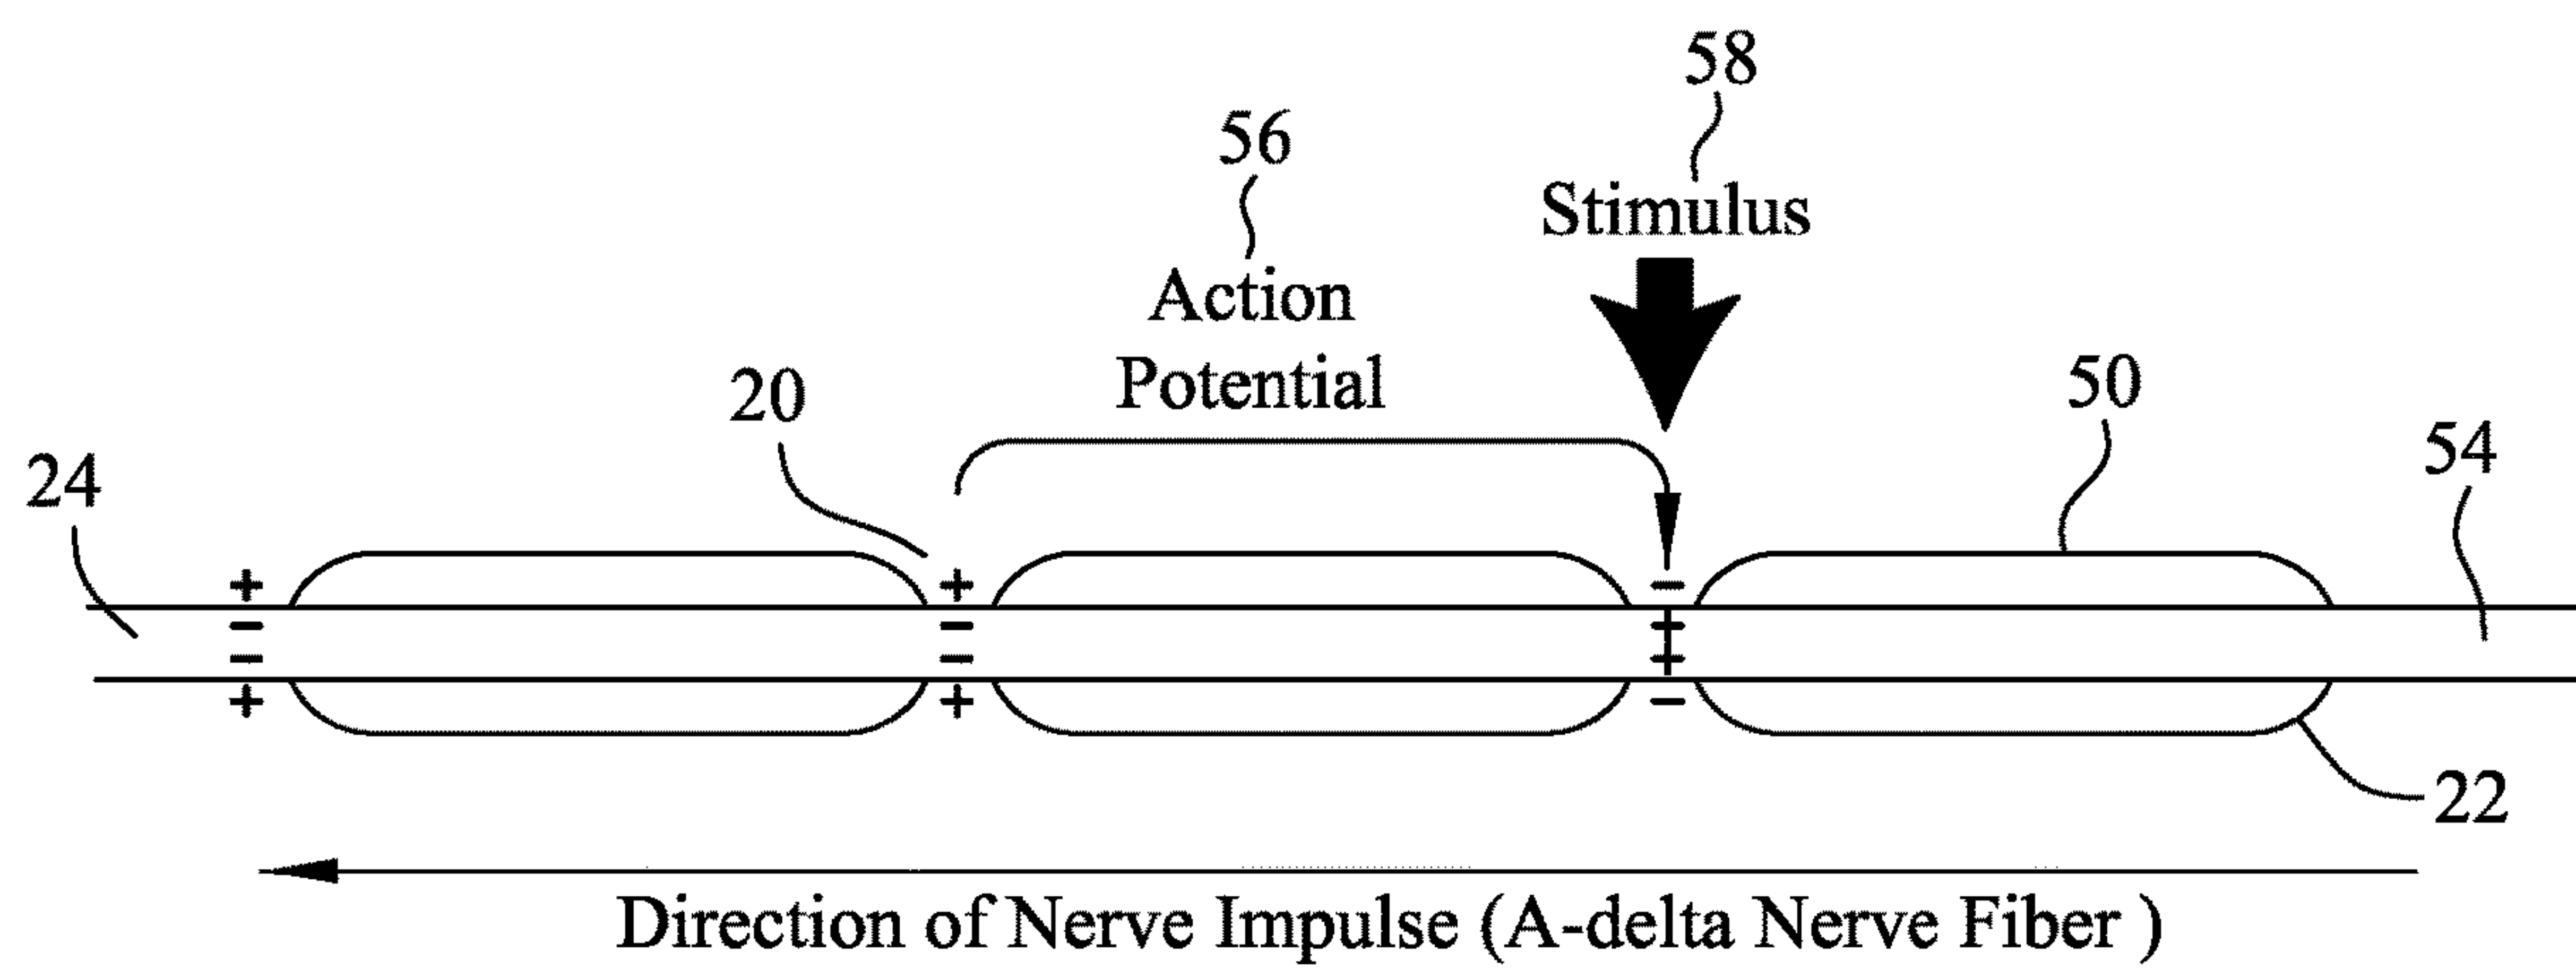 58
56
Stimulus
Action
Potential
20
50
24
54
+ + −
− − +
− − +
+ + −
22
Direction of Nerve Impulse (A-delta Nerve Fiber )